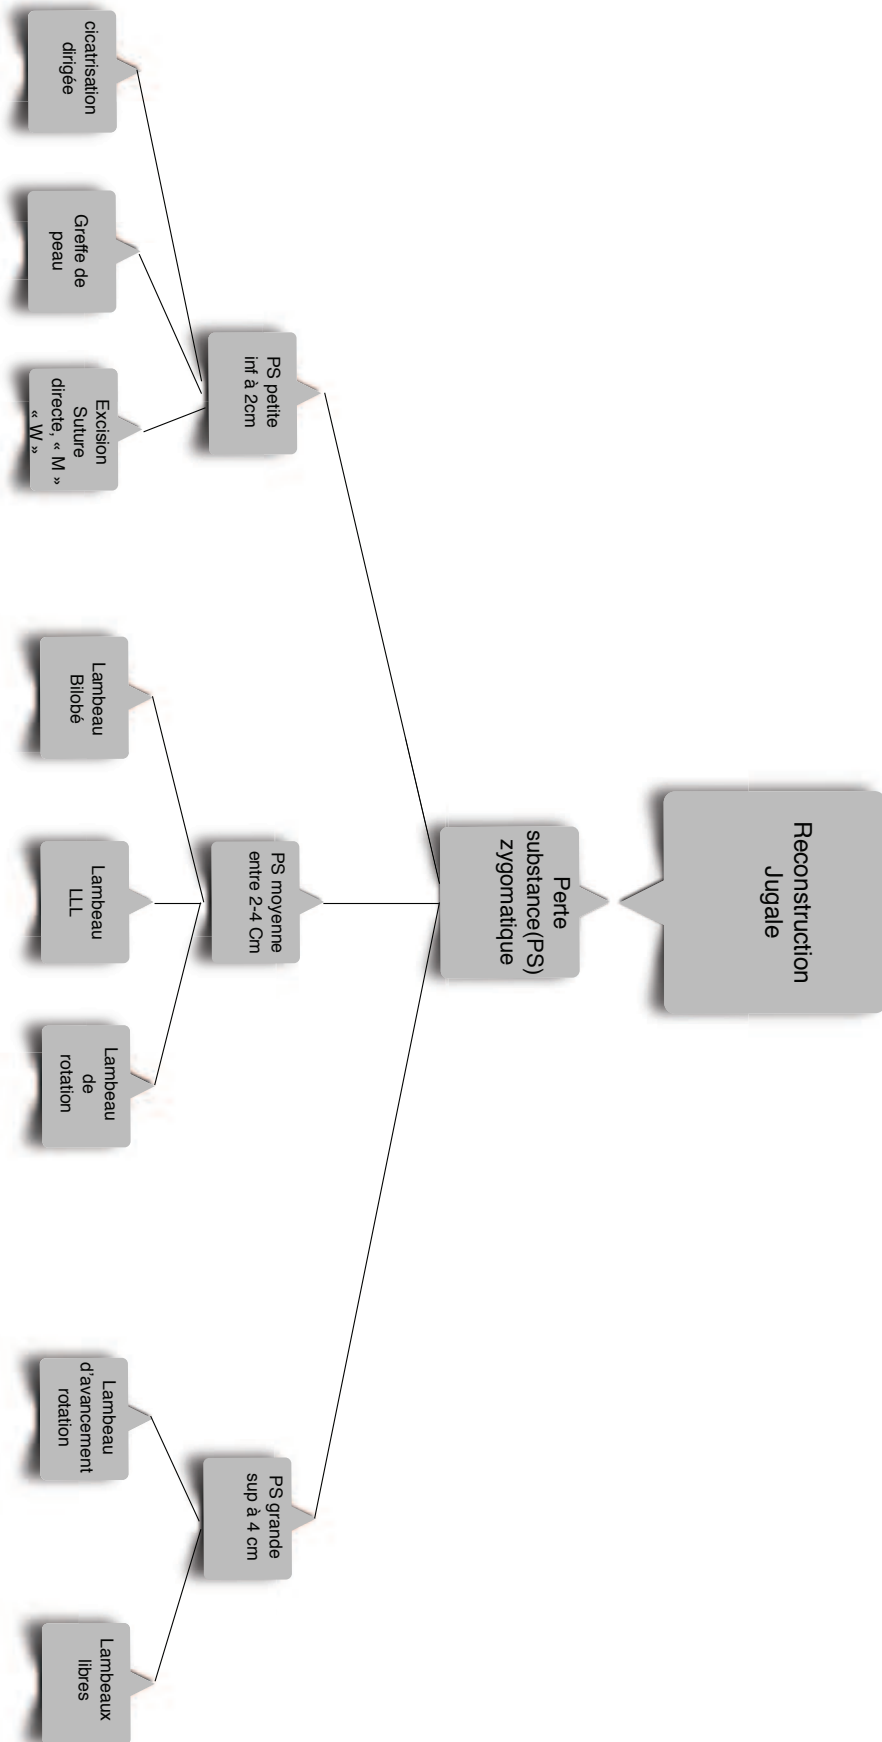 Reconstruction
Jugale
Perte
substance(PS)
zygomatique
PS petite
inf à 2cm
PS moyenne
entre 2-4 Cm
PS grande
sup à 4 cm
cicatrisation
dirigée
Greffe de
peau
Excision
Suture
directe, « M »
« W »
Lambeau
Bilobé
Lambeau
LLL
Lambeau
de
rotation
Lambeau
d’avancement
rotation
Lambeaux
libres